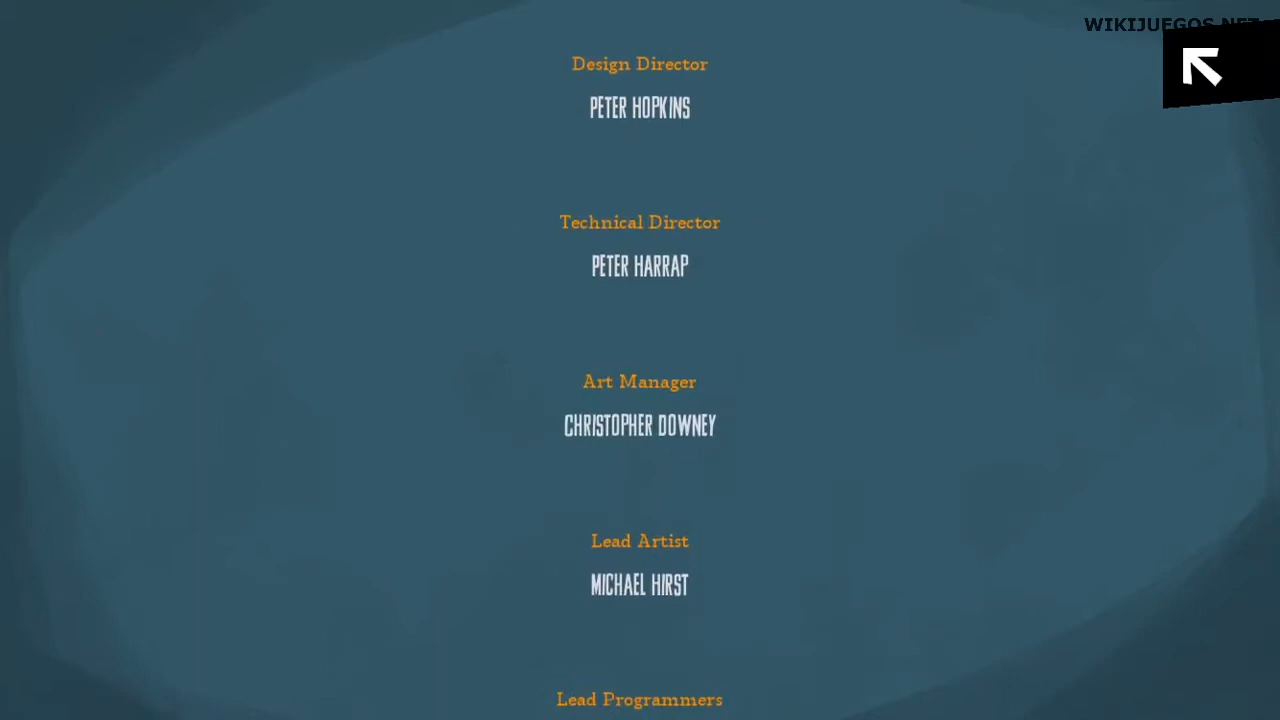 WIKIJUEGOS.NET
Design Director
PETER HOPKINS
Technical Director
PETER HARRAP
Art Manager
CHRISTOPHER DOWNEY
Lead Artist
MICHAEL HIRST
Lead Programmers